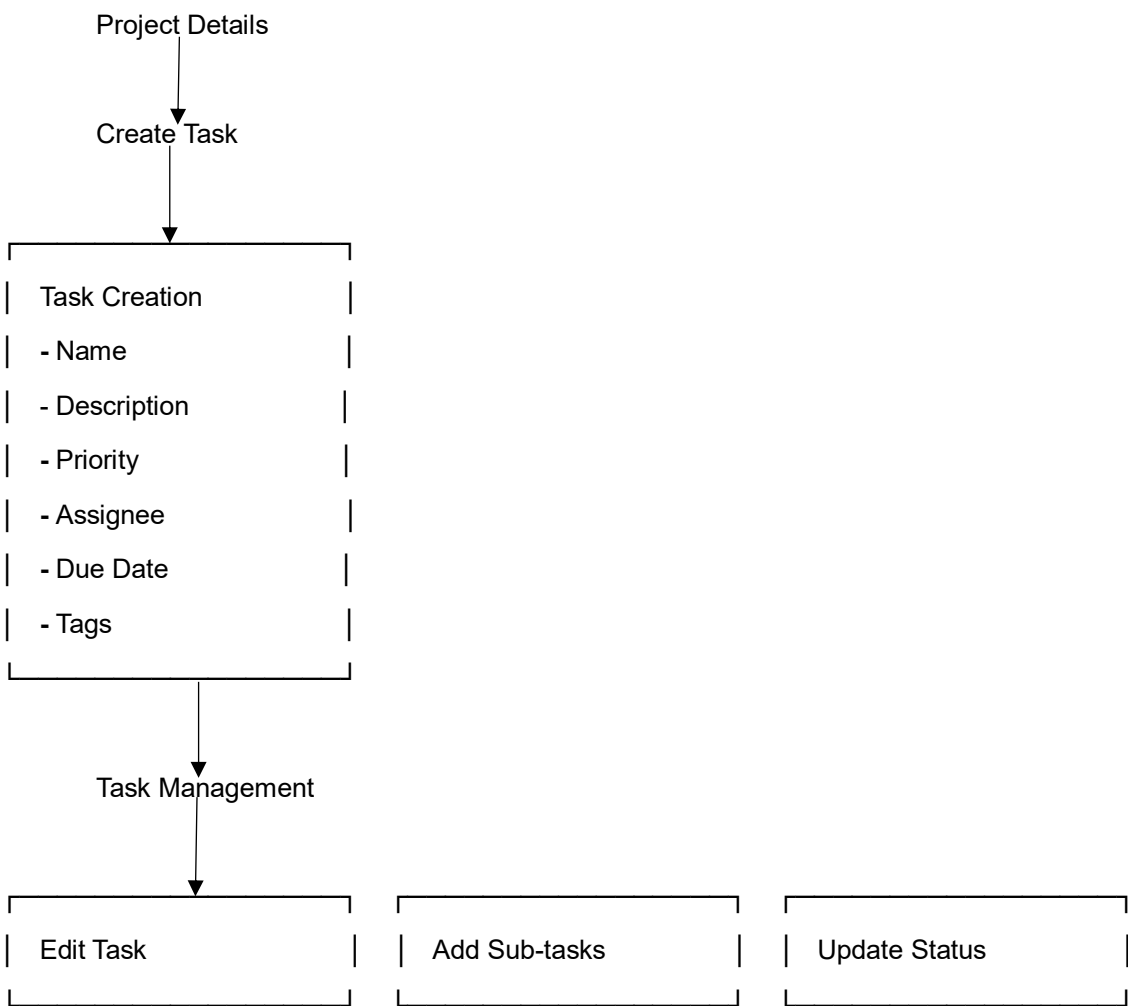 Project Details
Create Task
Task Creation
- Name
- Description
- Priority
- Assignee
- Due Date
- Tags
Task Management
Edit Task
Add Sub-tasks
Update Status